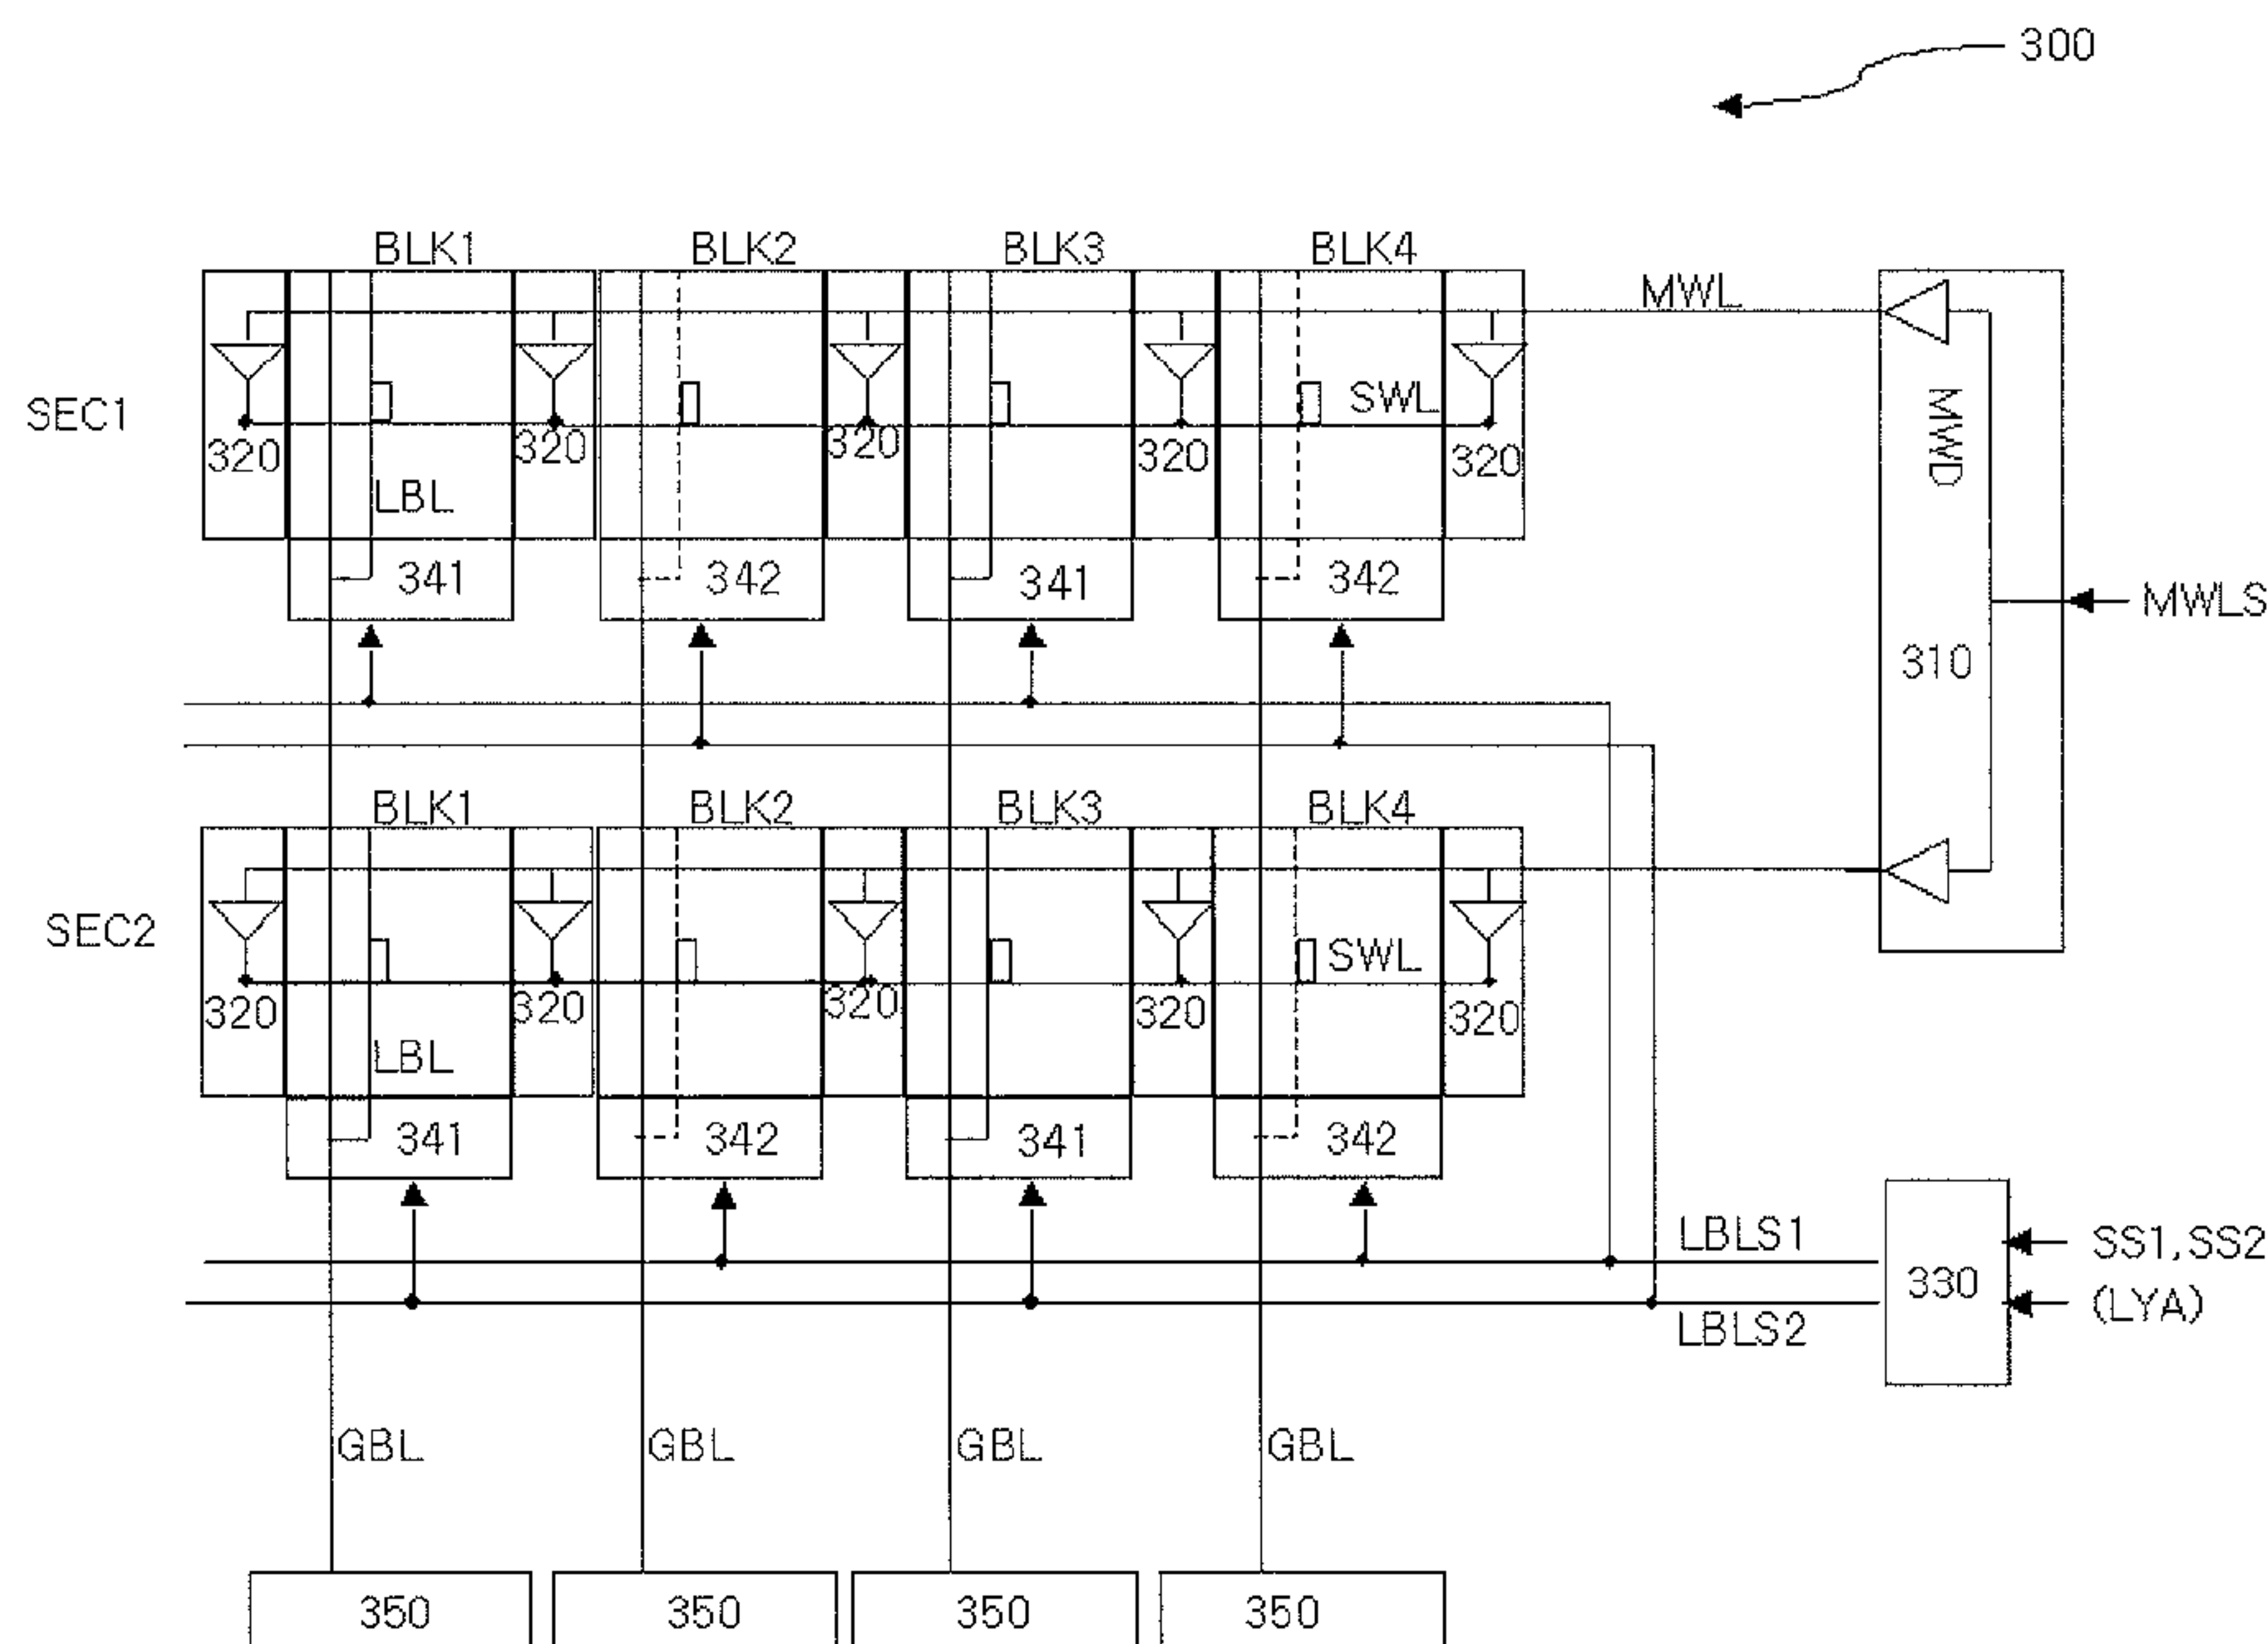 300
BLK1 BLK2 BLK3 BLK4
MWL
MWD
SEC1
SWL
320 320 320 320 320
LBL
341 342 341 342
MWLS
310
BLK1 BLK2 BLK3 BLK4
SEC2
SWL
320 320 320 320 320
LBL
341 342 341 342
LBLS1
SS1,SS2
330
(LYA)
LBLS2
GBL GBL GBL GBL
350 350 350 350